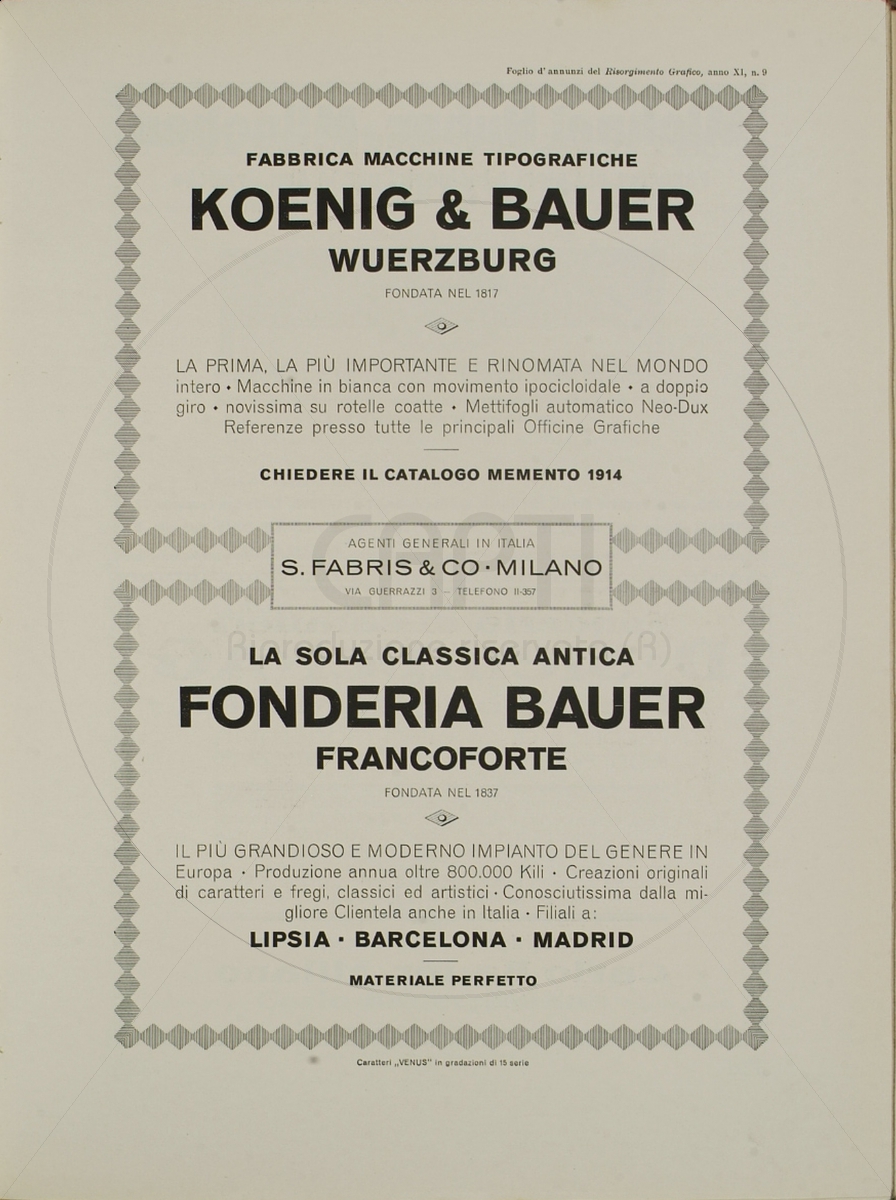 Foglio d'annunzi del Risorgimento Grafico, anno XI, n. 9
FABBRICA MACCHINE TIPOGRAFICHE
KOENIG & BAUER
WUERZBURG
FONDATA NEL 1817
LA PRIMA, LA PIÙ IMPORTANTE E RINOMATA NEL MONDO
intero • Macchine in bianca con movimento ipocicloidale • a doppio
giro • novissima su rotelle coatte • Mettifogli automatico Neo-Dux
Referenze presso tutte le principali Officine Grafiche
CHIEDERE IL CATALOGO MEMENTO 1914
AGENTI GENERALI IN ITALIA
S. FABRIS & CO • MILANO
VIA GUERRAZZI 3 — TELEFONO 11-357
CAPTI
Riproduzione riservata (R)
LA SOLA CLASSICA ANTICA
FONDERIA BAUER
FRANCOFORTE
FONDATA NEL 1837
IL PIÙ GRANDIOSO E MODERNO IMPIANTO DEL GENERE IN
Europa • Produzione annua oltre 800.000 Kili • Creazioni originali
di caratteri e fregi, classici ed artistici • Conosciutissima dalla mi-
gliore Clientela anche in Italia • Filiali a:
LIPSIA • BARCELONA • MADRID
MATERIALE PERFETTO
Caratteri „VENUS" in gradazioni di 15 serie